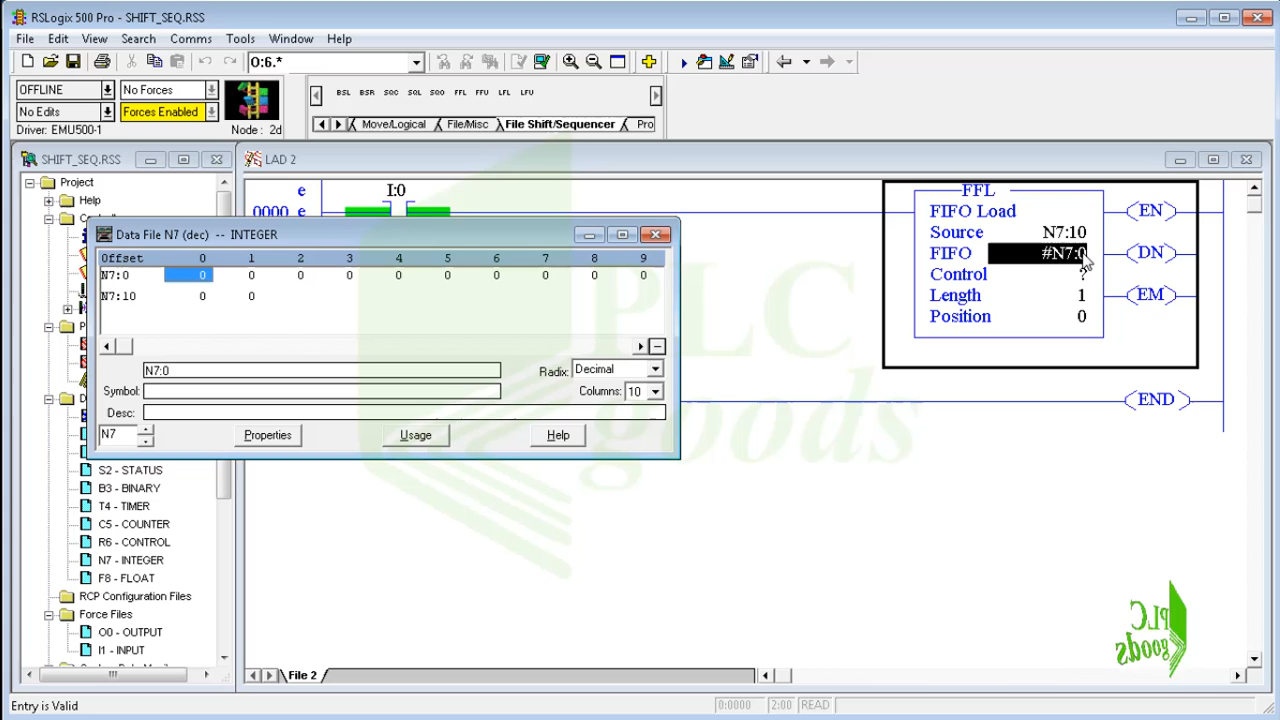 RSLogix 500 Pro - SHIFT_SEQ.RSS
File Edit View Search Comms Tools Window Help
O:6.*
OFFLINE No Forces
No Edits Forces Enabled
Driver: EMU500-1 Node : 2d
BSL BSR SQC SQL SQO FFL FFU LFL LFU
Move/Logical File/Misc File Shift/Sequencer Pro
SHIFT_SEQ.RSS
Project
Help
S2 - STATUS
B3 - BINARY
T4 - TIMER
C5 - COUNTER
R6 - CONTROL
N7 - INTEGER
F8 - FLOAT
RCP Configuration Files
Force Files
O0 - OUTPUT
I1 - INPUT
LAD 2
e
0000 e
I:0
FFL
FIFO Load
Source N7:10
FIFO #N7:0
Control ?
Length 1
Position 0
EN
DN
EM
END
Data File N7 (dec) -- INTEGER
Offset 0 1 2 3 4 5 6 7 8 9
N7:0 0 0 0 0 0 0 0 0 0 0
N7:10 0 0
N7:0
Radix: Decimal
Symbol:
Columns: 10
Desc:
N7
Properties Usage Help
PLC
goods
PLC
goods
File 2
Entry is Valid
0:0000 2:00 READ